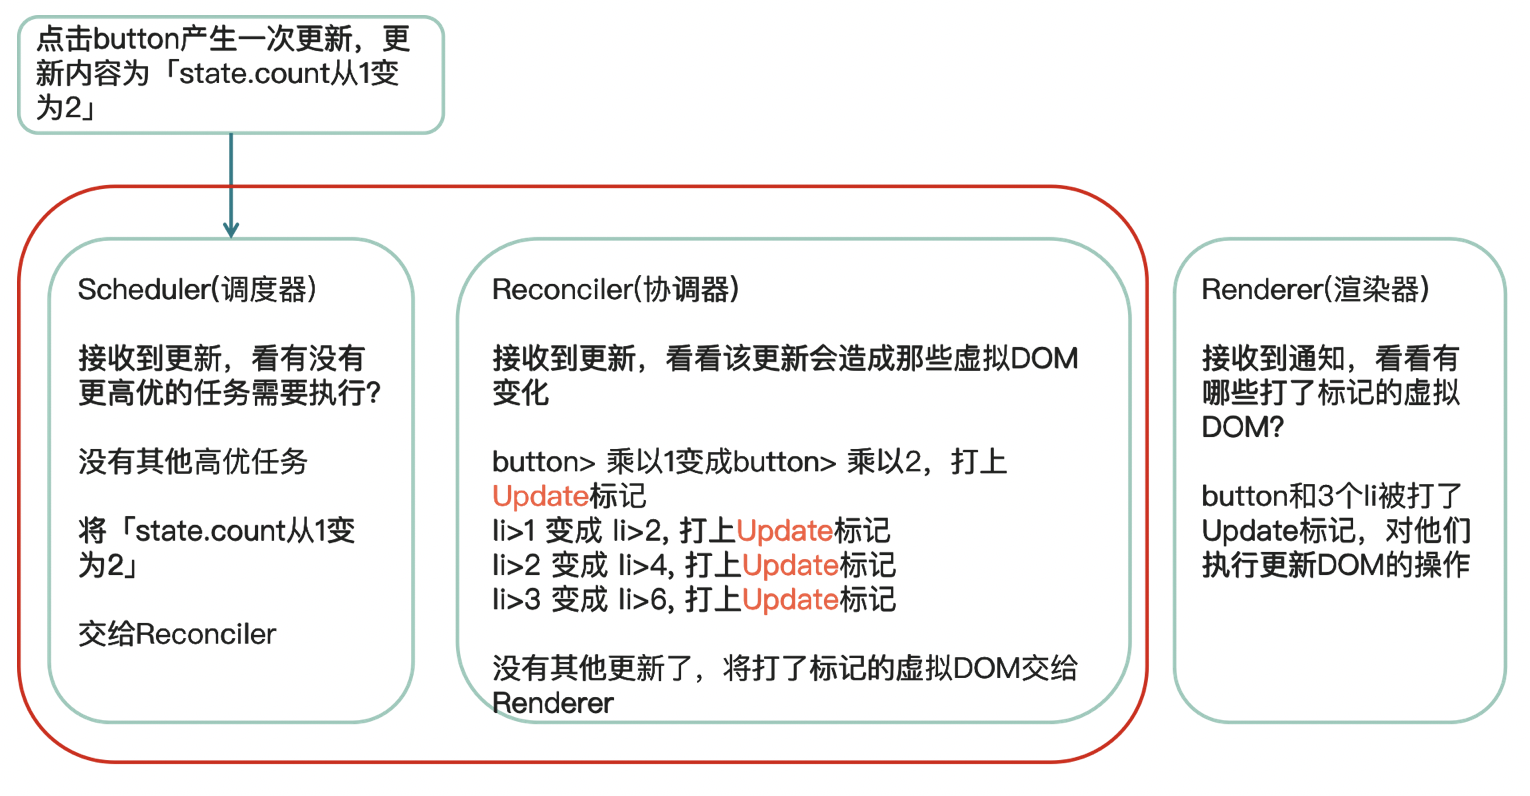 点击button产生一次更新，更
新内容为「state.count从1变
为2」
Scheduler(调度器)
接收到更新，看有没有
更高优的任务需要执行?
没有其他高优任务
将「state.count从1变
为2」
交给Reconciler
Reconciler(协调器)
接收到更新，看看该更新会造成那些虚拟DOM
变化
button> 乘以1变成button> 乘以2，打上
Update标记
li>1 变成 li>2, 打上Update标记
li>2 变成 li>4, 打上Update标记
li>3 变成 li>6, 打上Update标记
没有其他更新了，将打了标记的虚拟DOM交给
Renderer
Renderer(渲染器)
接收到通知，看看有
哪些打了标记的虚拟
DOM?
button和3个li被打了
Update标记，对他们
执行更新DOM的操作